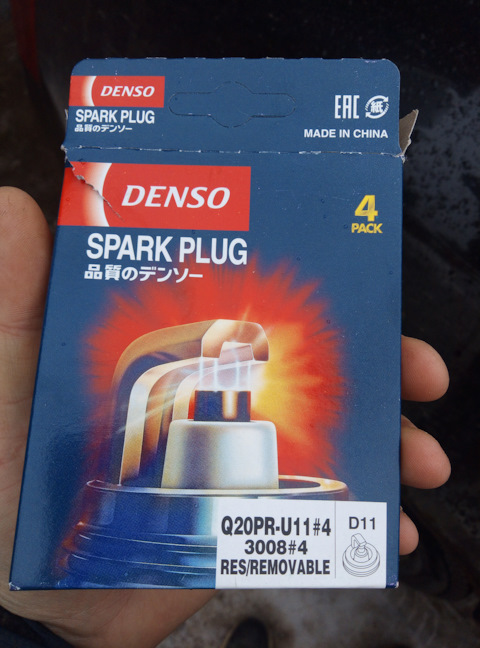 DENSO
SPARK PLUG
品質のデンソー
EAC
紙
MADE IN CHINA
DENSO
4
PACK
SPARK PLUG
品質のデンソー
Q20PR-U11#4
D11
3008#4
RES/REMOVABLE